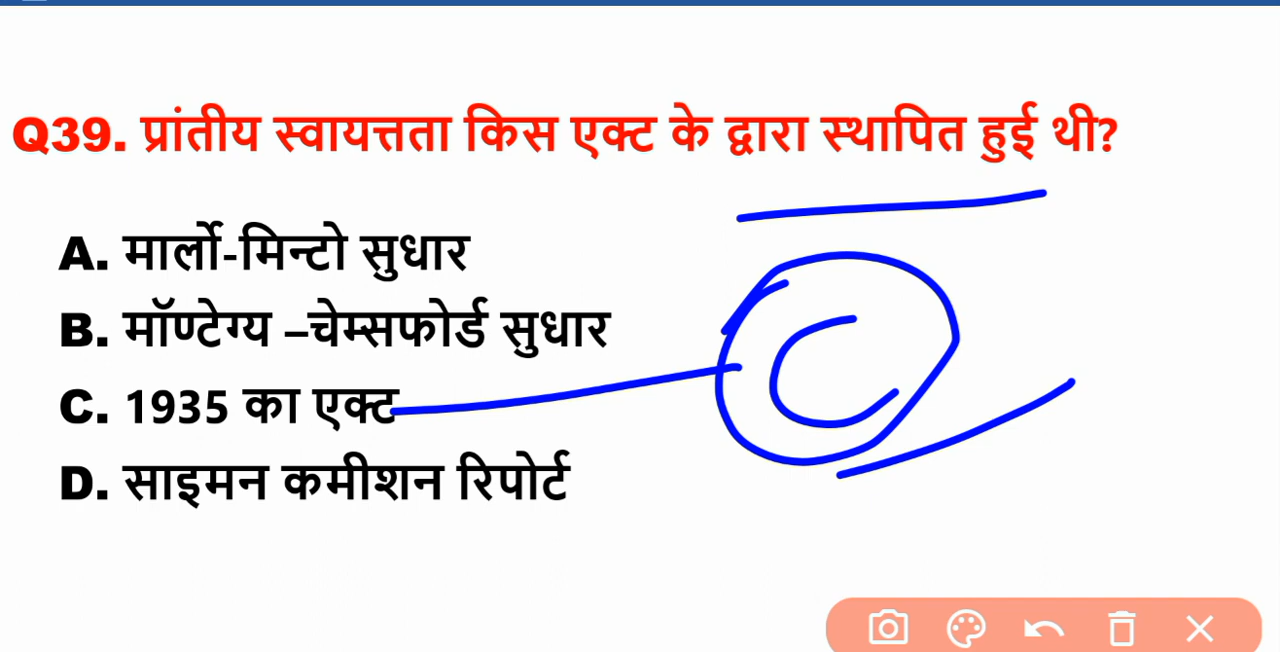 Q39. प्रांतीय स्वायत्तता किस एक्ट के द्वारा स्थापित हुई थी?
A. मार्लो-मिन्टो सुधार
B. मॉण्टेग्य –चेम्सफोर्ड सुधार
C. 1935 का एक्ट
C
D. साइमन कमीशन रिपोर्ट